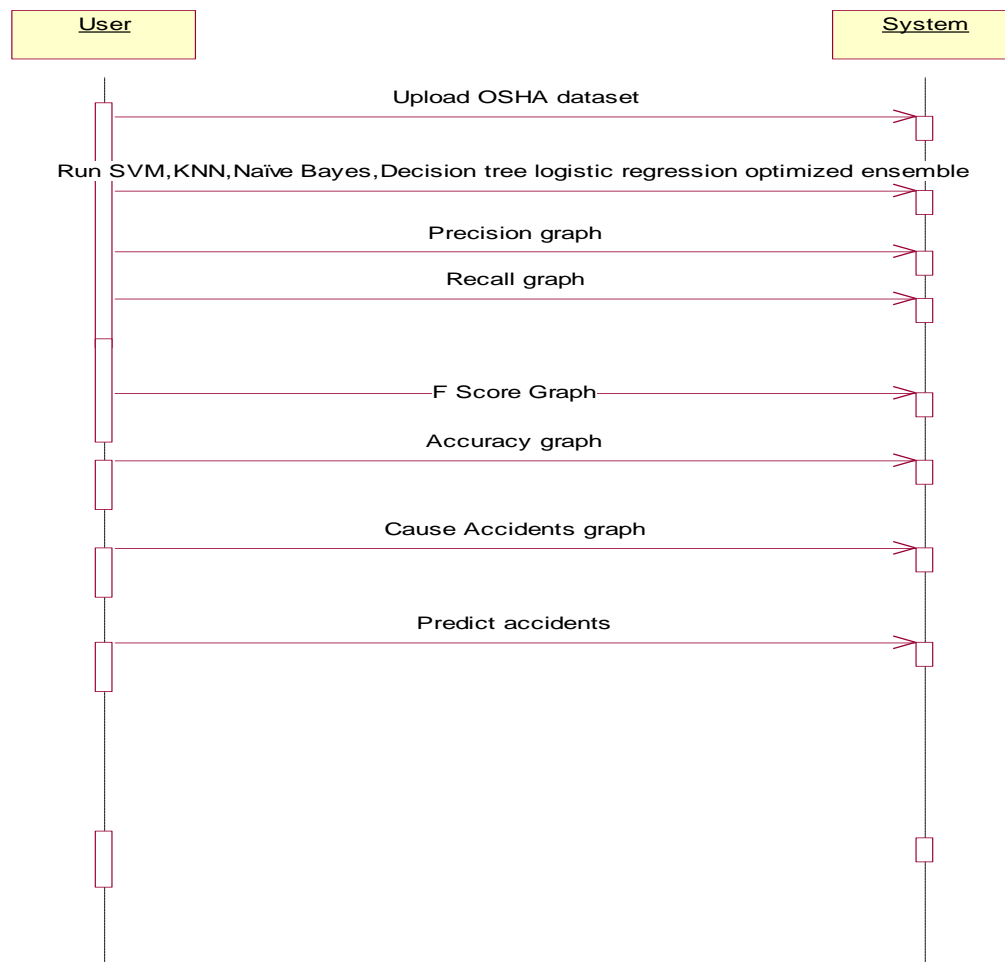 User
System
Upload OSHA dataset
Run SVM,KNN,Naïve Bayes,Decision tree logistic regression optimized ensemble
Precision graph
Recall graph
F Score Graph
Accuracy graph
Cause Accidents graph
Predict accidents